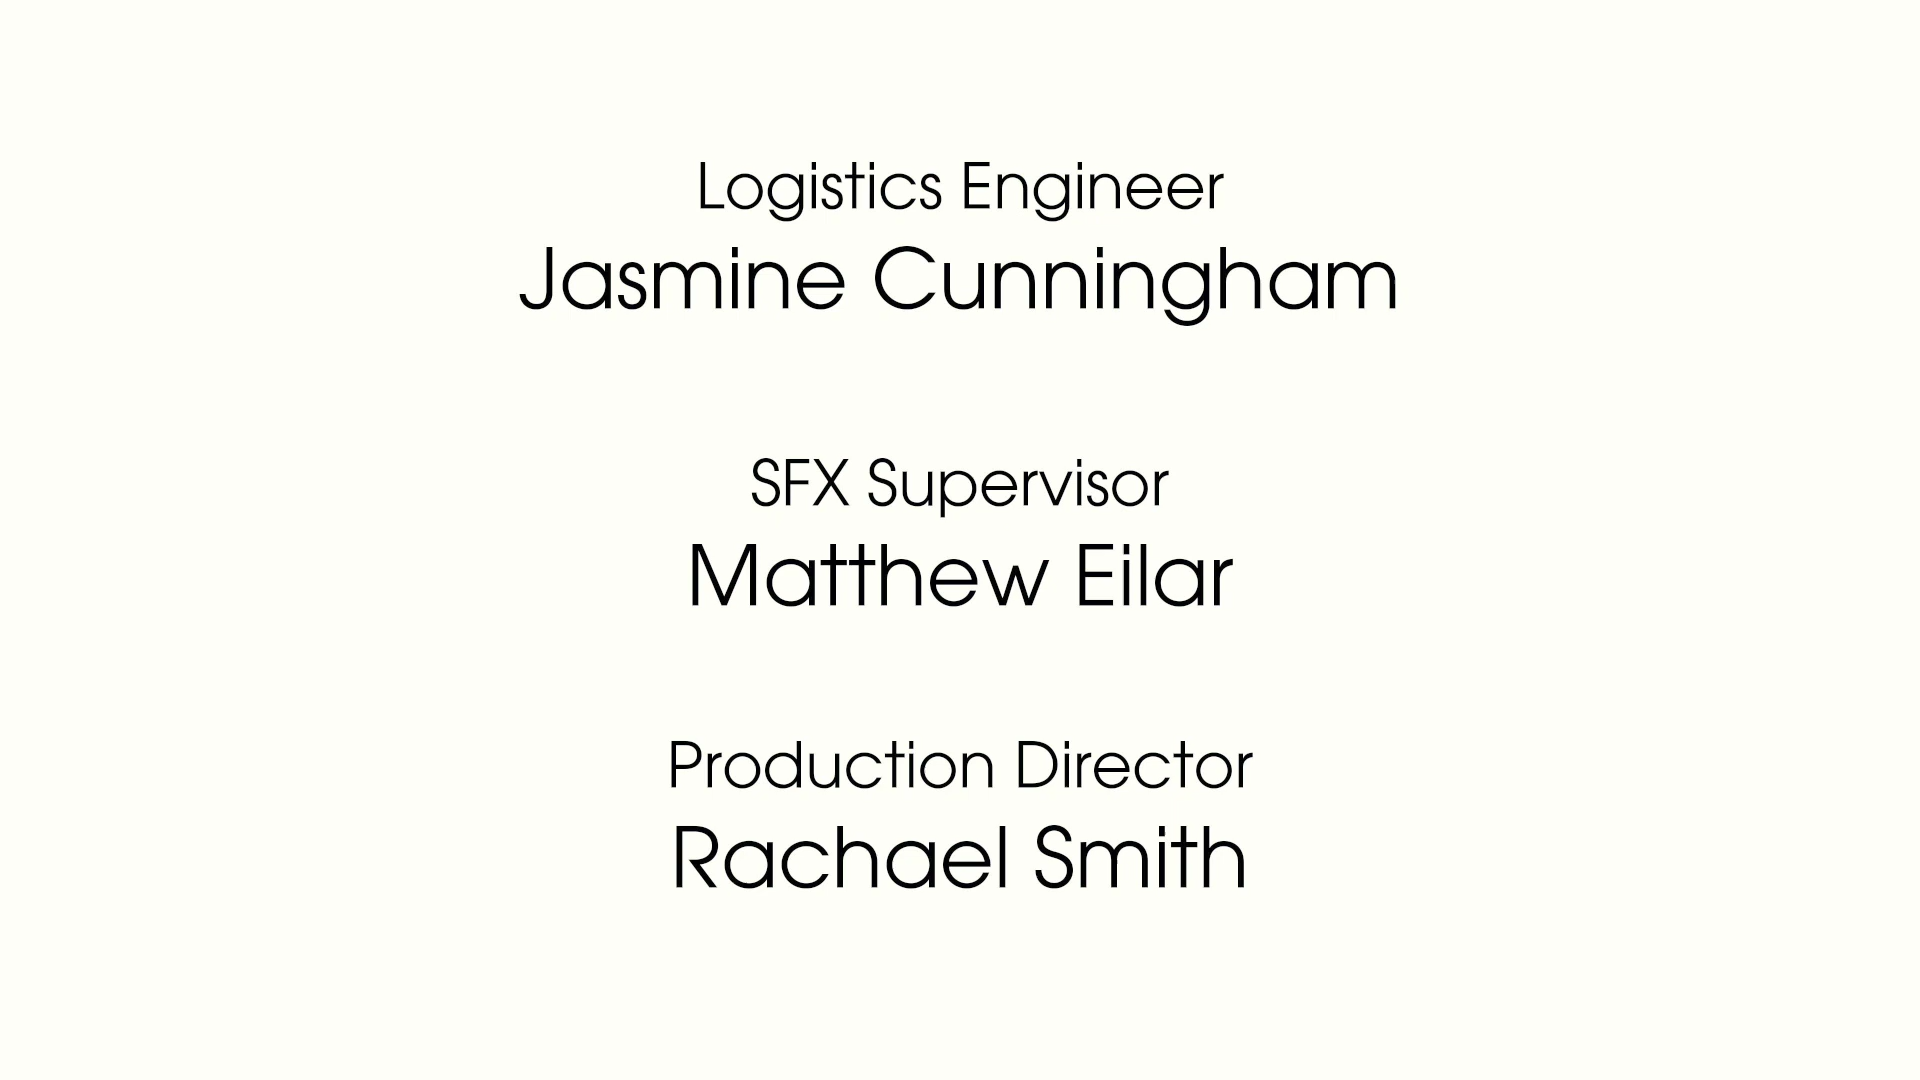 Logistics Engineer
Jasmine Cunningham
SFX Supervisor
Matthew Eilar
Production Director
Rachael Smith